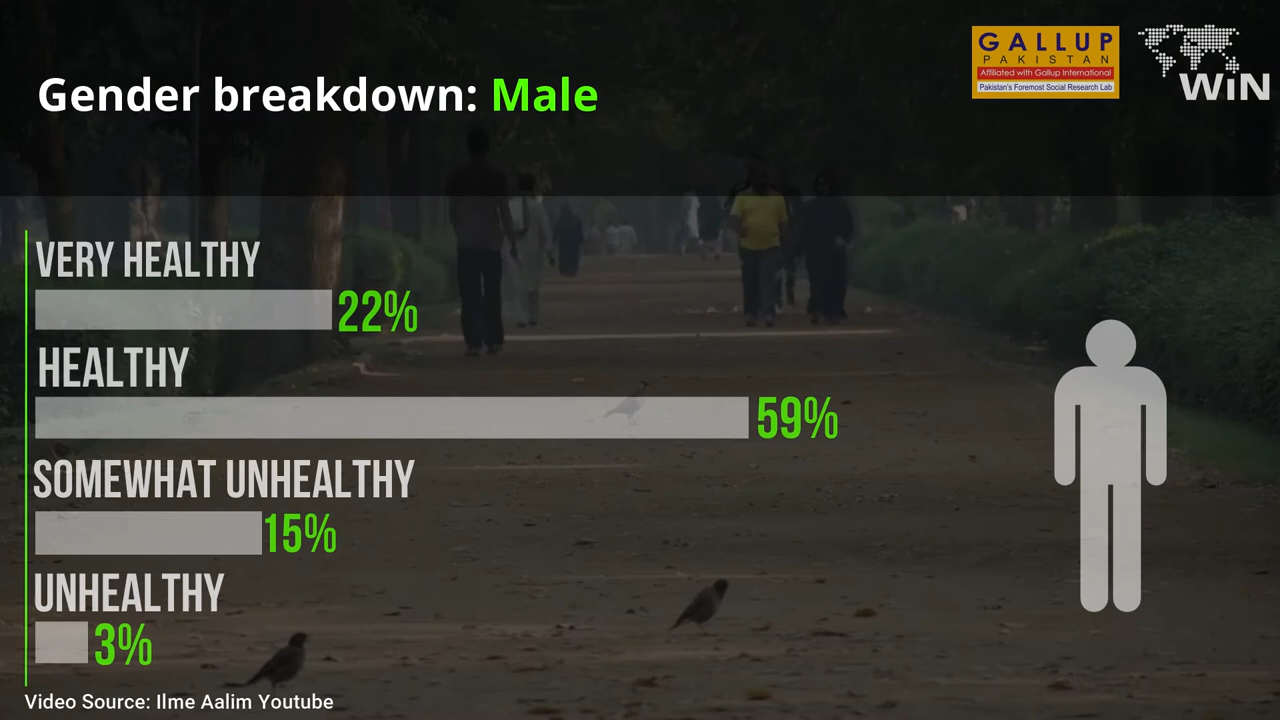 Gender breakdown: Male
GALLUP
PAKISTAN
Affiliated with Gallup International
Pakistan's Foremost Social Research Lab
WiN
VERY HEALTHY
22%
HEALTHY
59%
SOMEWHAT UNHEALTHY
15%
UNHEALTHY
3%
Video Source: Ilme Aalim Youtube